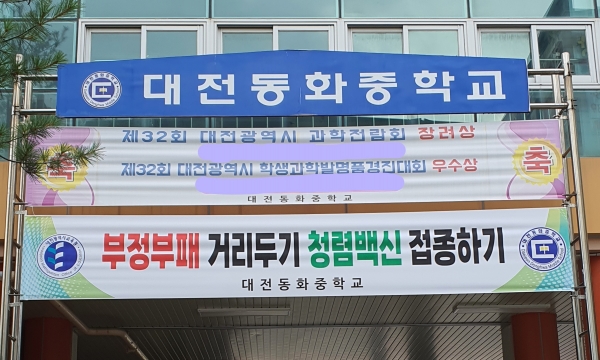 대전동화중학교
축
제32회 대전광역시 과학전람회 장려상
제32회 대전광역시 학생과학발명품경진대회 우수상
축
대전동화중학교
부정부패 거리두기 청렴백신 접종하기
대전동화중학교